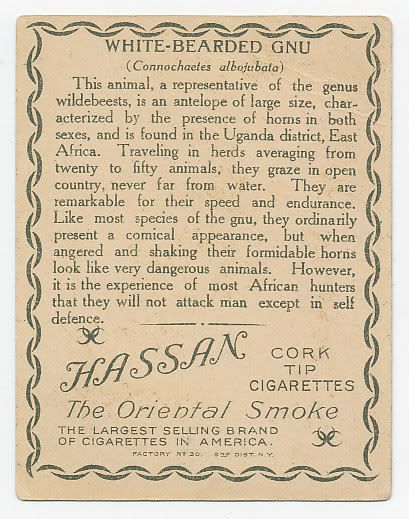 WHITE-BEARDED GNU
(Connochaetes albojubata)
This animal, a representative of the genus
wildebeests, is an antelope of large size, char-
acterized by the presence of horns in both
sexes, and is found in the Uganda district, East
Africa. Traveling in herds averaging from
twenty to fifty animals, they graze in open
country, never far from water. They are
remarkable for their speed and endurance.
Like most species of the gnu, they ordinarily
present a comical appearance, but when
angered and shaking their formidable horns
look like very dangerous animals. However,
it is the experience of most African hunters
that they will not attack man except in self
defence.
HASSAN
CORK
TIP
CIGARETTES
The Oriental Smoke
THE LARGEST SELLING BRAND
OF CIGARETTES IN AMERICA.
FACTORY No 30, 2ND DIST. N.Y.